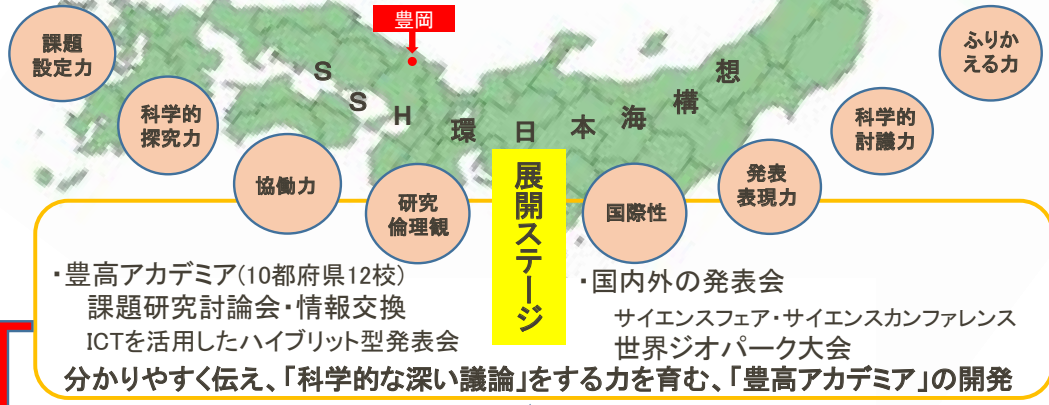 豊岡
課題
設定力
科学的
探究力
協働力
研究
倫理観
国際性
発表
表現力
科学的
討議力
ふりか
える力
SSH環日本海構想
展開ステージ
・豊高アカデミア(10都府県12校)
課題研究討論会・情報交換
ICTを活用したハイブリット型発表会
・国内外の発表会
サイエンスフェア・サイエンスカンファレンス
世界ジオパーク大会
分かりやすく伝え、「科学的な深い議論」をする力を育む、「豊高アカデミア」の開発